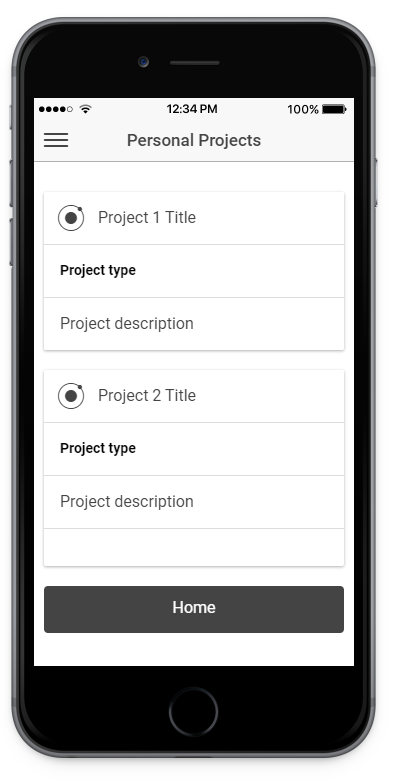 12:34 PM 100%
Personal Projects
Project 1 Title
Project type
Project description
Project 2 Title
Project type
Project description
Home